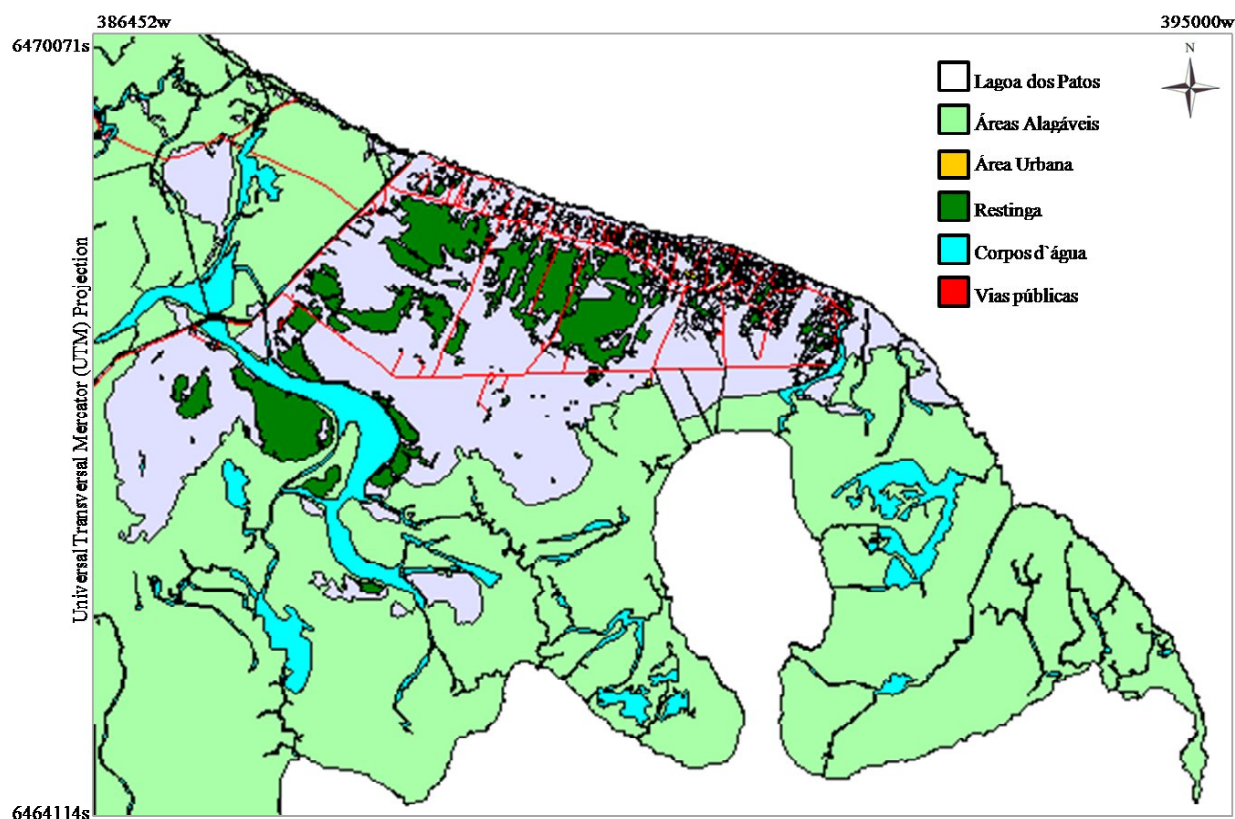 386452w
395000w
6470071s
N
Lagoa dos Patos
Áreas Alagáveis
Área Urbana
Restinga
Corpos d`água
Vias públicas
Universal Transversal Mercator (UTM) Projection
6464114s